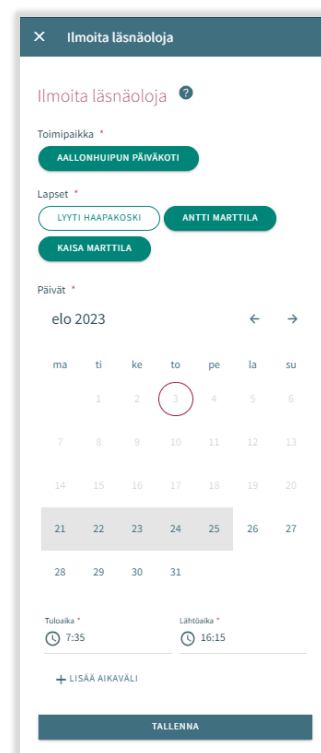 Ilmoita läsnäoloja
Ilmoita läsnäoloja ?
Toimipaikka *
AALLONHUIPUN PÄIVÄKOTI
Lapset *
LYYTI HAAPAKOSKI ANTTI MARTTILA
KAISA MARTTILA
Päivät *
elo 2023
ma ti ke to pe la su
1 2 3 4 5 6
7 8 9 10 11 12 13
14 15 16 17 18 19 20
21 22 23 24 25 26 27
28 29 30 31
Tuloaika * Lähtöaika *
7:35 16:15
+ LISÄÄ AIKAVÄLI
TALLENNA